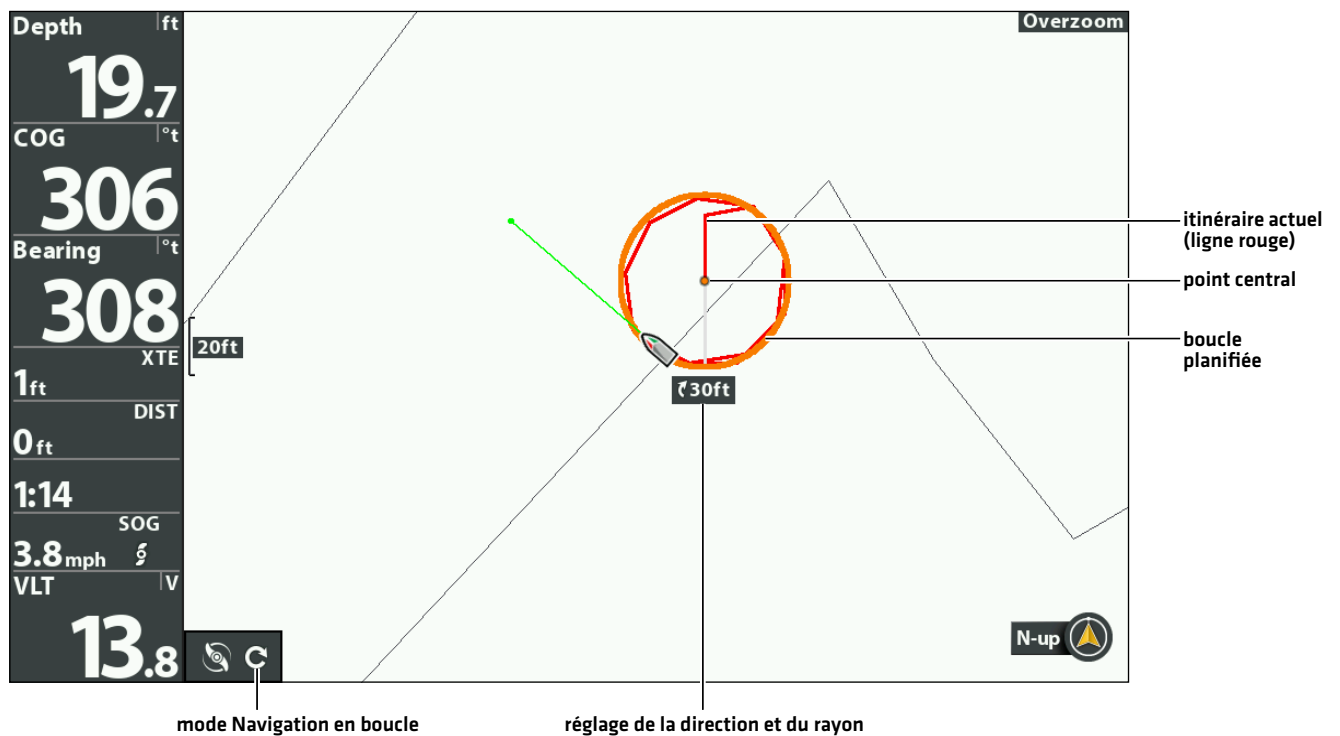 Depth ft
19.7
COG °t
306
Bearing °t
308
XTE
1ft
DIST
0ft
1:14
SOG
3.8mph
VLT V
13.8
Overzoom
20ft
30ft
N-up
itinéraire actuel
(ligne rouge)
point central
boucle
planifiée
mode Navigation en boucle
réglage de la direction et du rayon